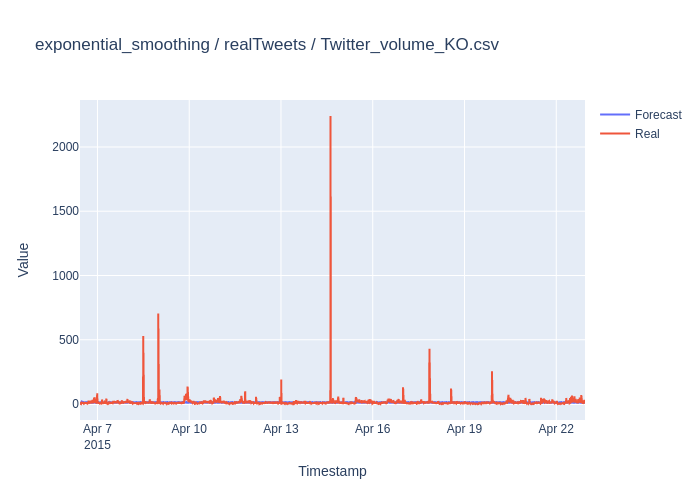 exponential_smoothing / realTweets / Twitter_volume_KO.csv
Forecast
Real
2000
1500
1000
500
0
Value
Apr 7
2015
Apr 10
Apr 13
Apr 16
Apr 19
Apr 22
Timestamp